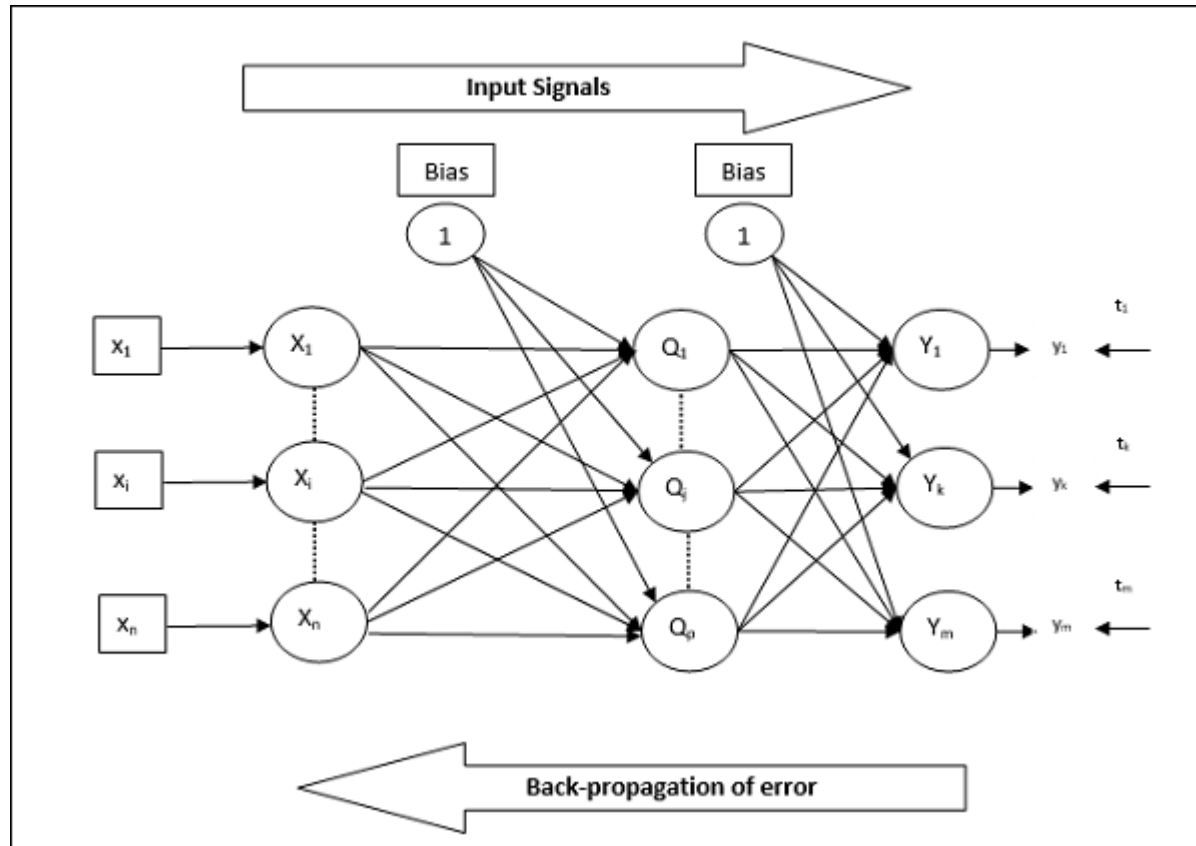 Input Signals
Bias
Bias
1
1
t₁
x₁
X₁
Q₁
Y₁
y₁
tₖ
xᵢ
Xᵢ
Qⱼ
Yₖ
yₖ
tₘ
xₙ
Xₙ
Qₚ
Yₘ
yₘ
Back-propagation of error